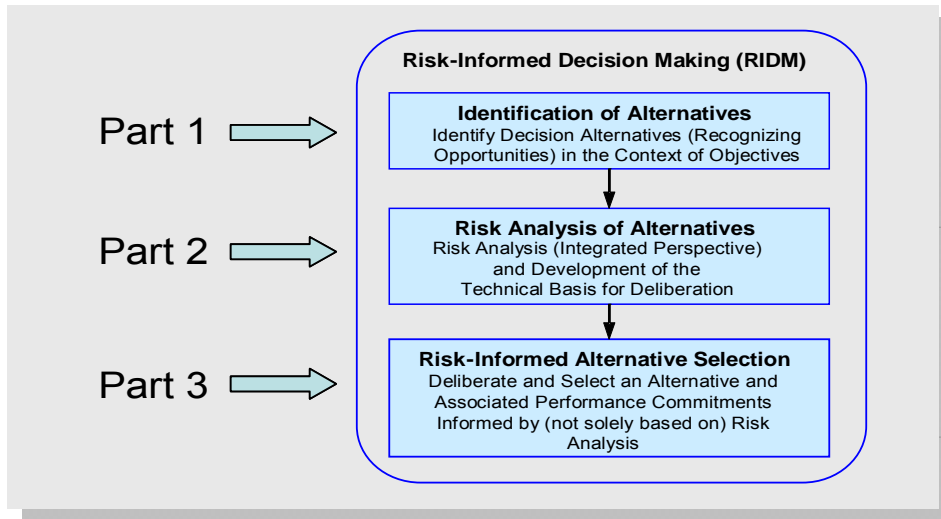 Risk-Informed Decision Making (RIDM)
Part 1
Identification of Alternatives
Identify Decision Alternatives (Recognizing
Opportunities) in the Context of Objectives
Part 2
Risk Analysis of Alternatives
Risk Analysis (Integrated Perspective)
and Development of the
Technical Basis for Deliberation
Part 3
Risk-Informed Alternative Selection
Deliberate and Select an Alternative and
Associated Performance Commitments
Informed by (not solely based on) Risk
Analysis